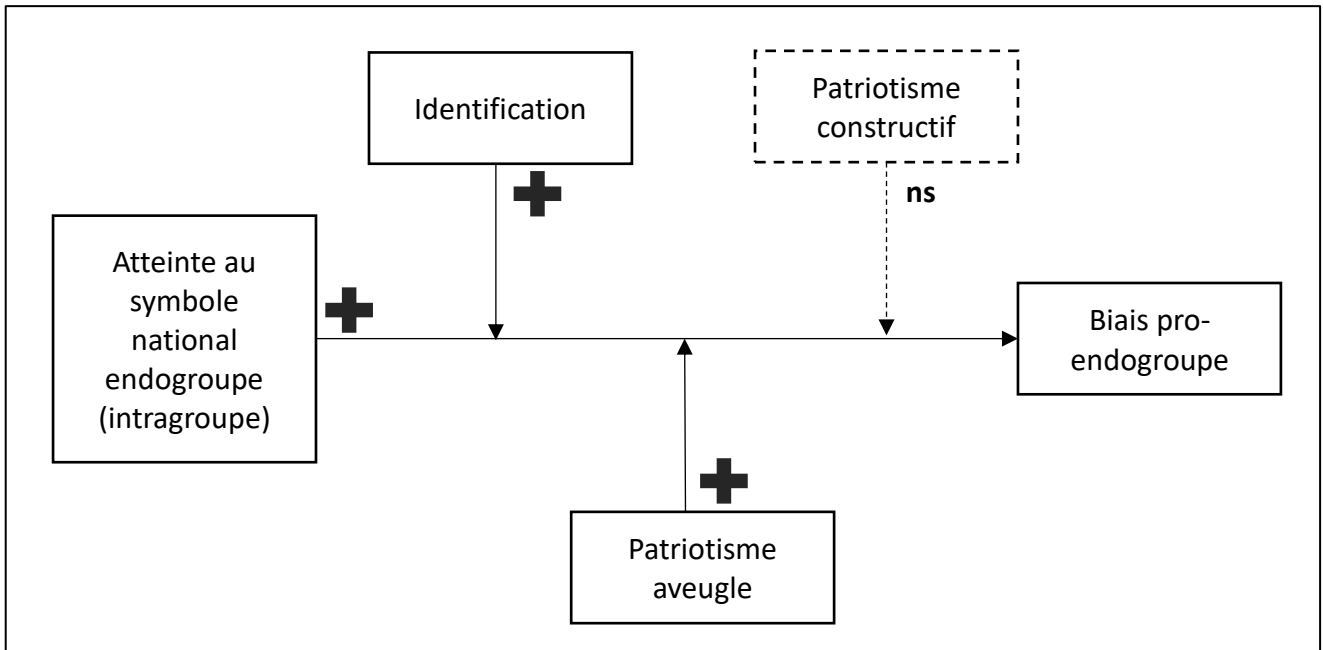 Identification
Patriotisme
constructif
ns
Atteinte au
symbole
national
endogroupe
(intragroupe)
Biais pro-
endogroupe
Patriotisme
aveugle